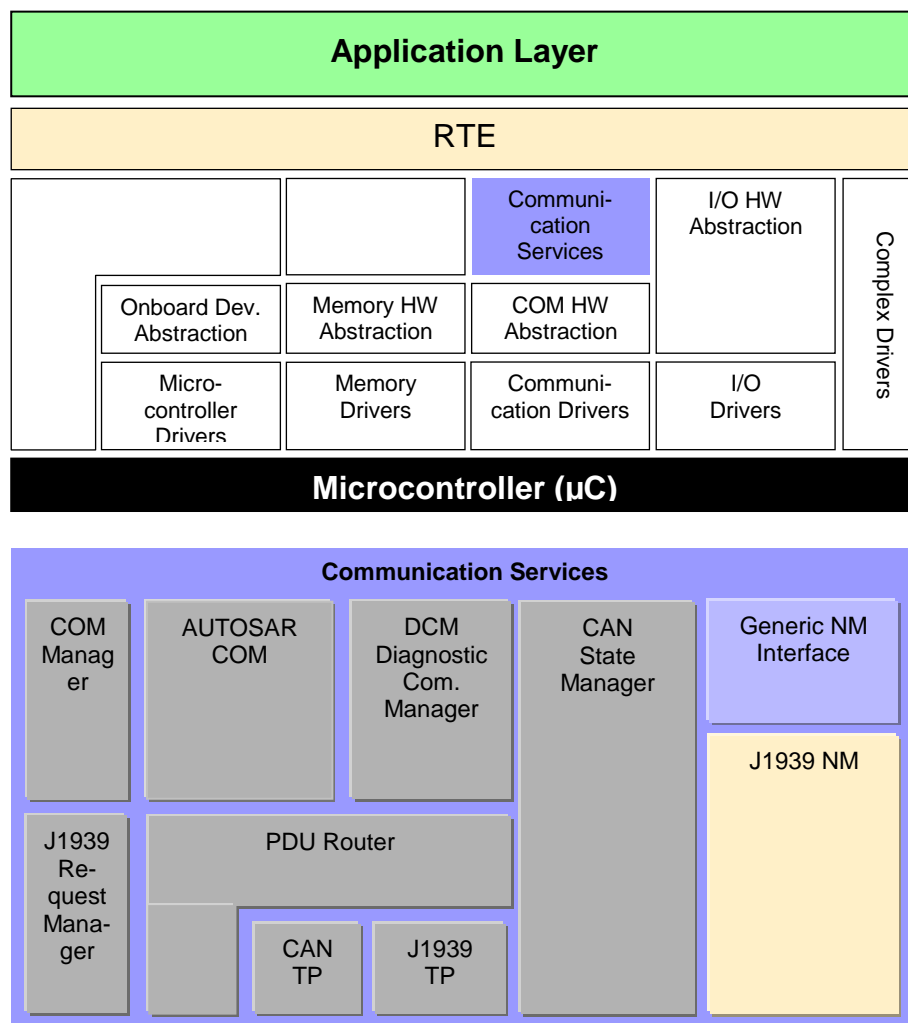 Application Layer
RTE
Communi-
cation
Services
I/O HW
Abstraction
Complex Drivers
Onboard Dev.
Abstraction
Memory HW
Abstraction
COM HW
Abstraction
Micro-
controller
Drivers
Memory
Drivers
Communi-
cation Drivers
I/O
Drivers
Microcontroller (µC)
Communication Services
COM
Manag
er
AUTOSAR
COM
DCM
Diagnostic
Com.
Manager
CAN
State
Manager
Generic NM
Interface
J1939 NM
J1939
Re-
quest
Mana-
ger
PDU Router
CAN
TP
J1939
TP